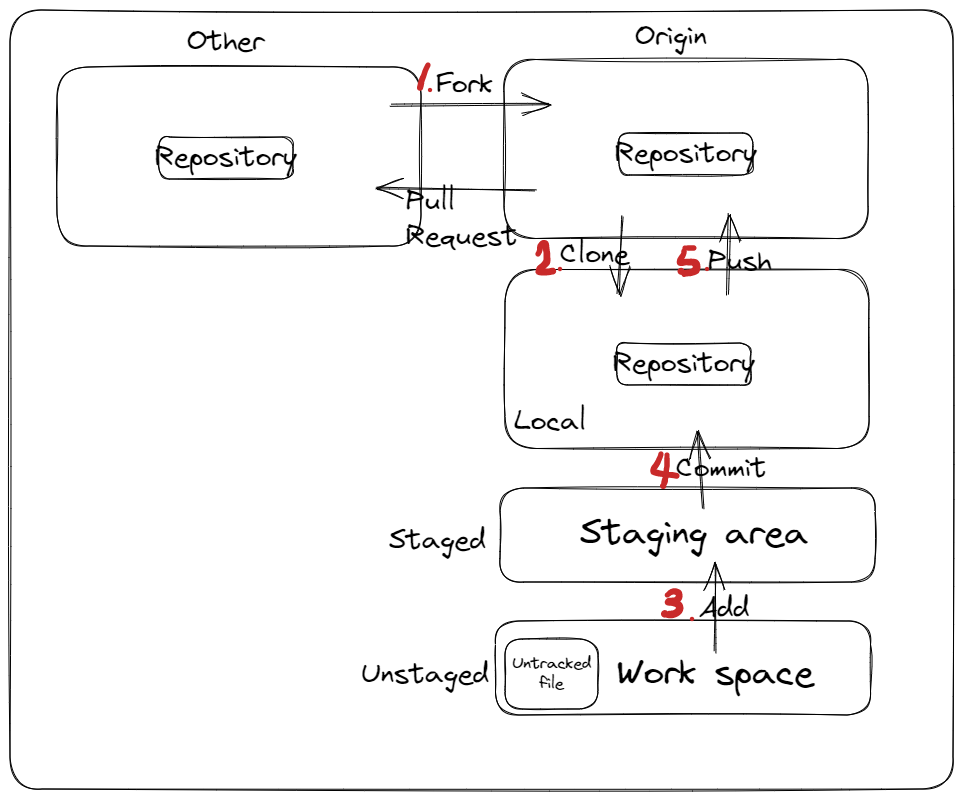 Other
Origin
1. Fork
Repository
Repository
Pull
Request
2. Clone
5. Push
Repository
Local
4 Commit
Staged
Staging area
3. Add
Unstaged
Untracked
file
Work space